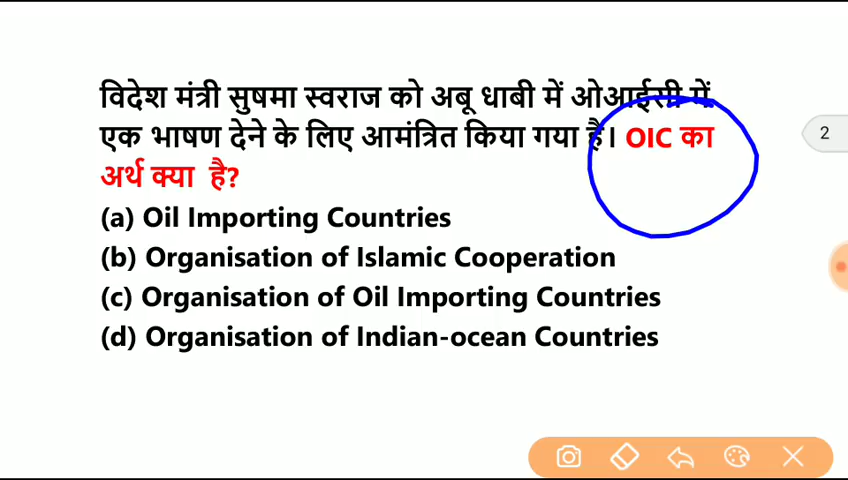 विदेश मंत्री सुषमा स्वराज को अबू धाबी में ओआईसी में
एक भाषण देने के लिए आमंत्रित किया गया है। OIC का
अर्थ क्या है?
(a) Oil Importing Countries
(b) Organisation of Islamic Cooperation
(c) Organisation of Oil Importing Countries
(d) Organisation of Indian-ocean Countries
2